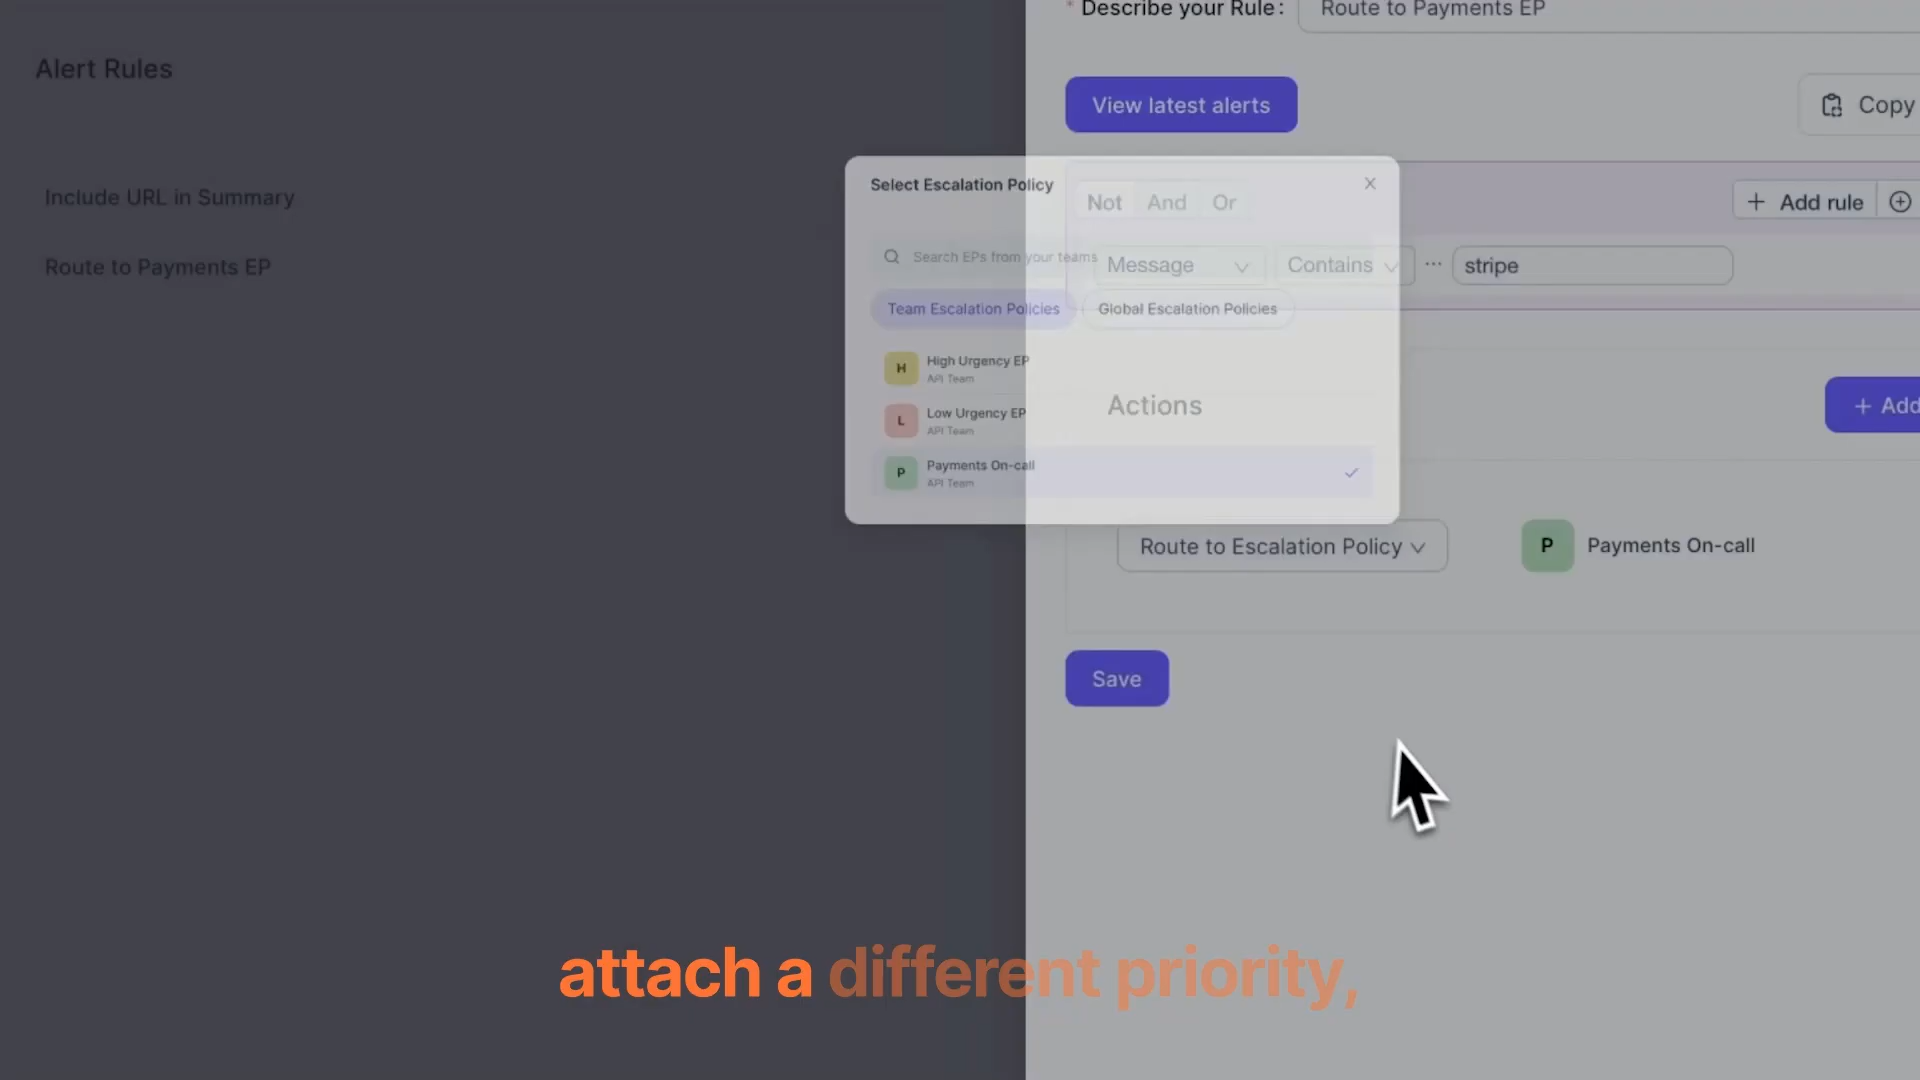 Alert Rules
Include URL in Summary
Route to Payments EP
* Describe your Rule: Route to Payments EP
View latest alerts
Copy
Select Escalation Policy
Not And Or
+ Add rule
Search EPs from your teams
Message Contains ... stripe
Team Escalation Policies Global Escalation Policies
H High Urgency EP
API Team
L Low Urgency EP
API Team
Actions
+ Add
P Payments On-call
API Team
Route to Escalation Policy
P Payments On-call
Save
attach a different priority,